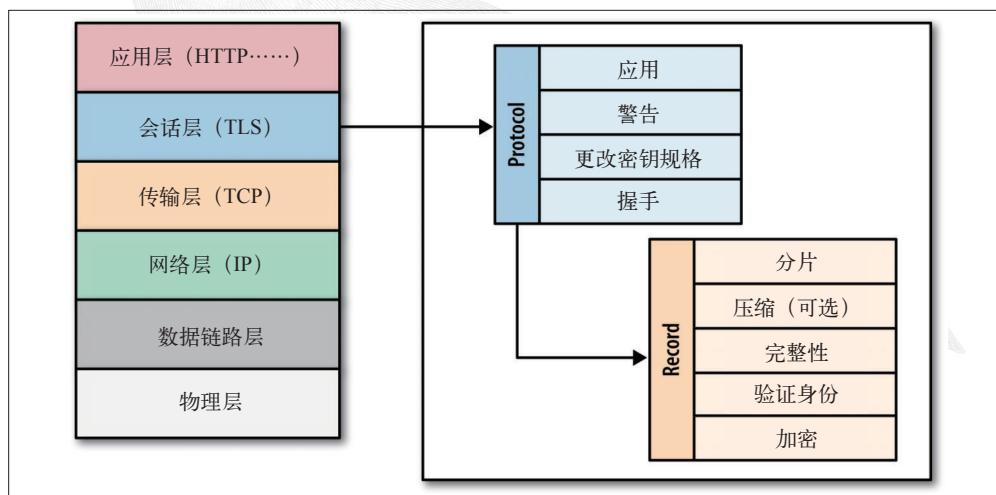 应用层（HTTP……）
会话层（TLS）
传输层（TCP）
网络层（IP）
数据链路层
物理层
Protocol
应用
警告
更改密钥规格
握手
Record
分片
压缩（可选）
完整性
验证身份
加密